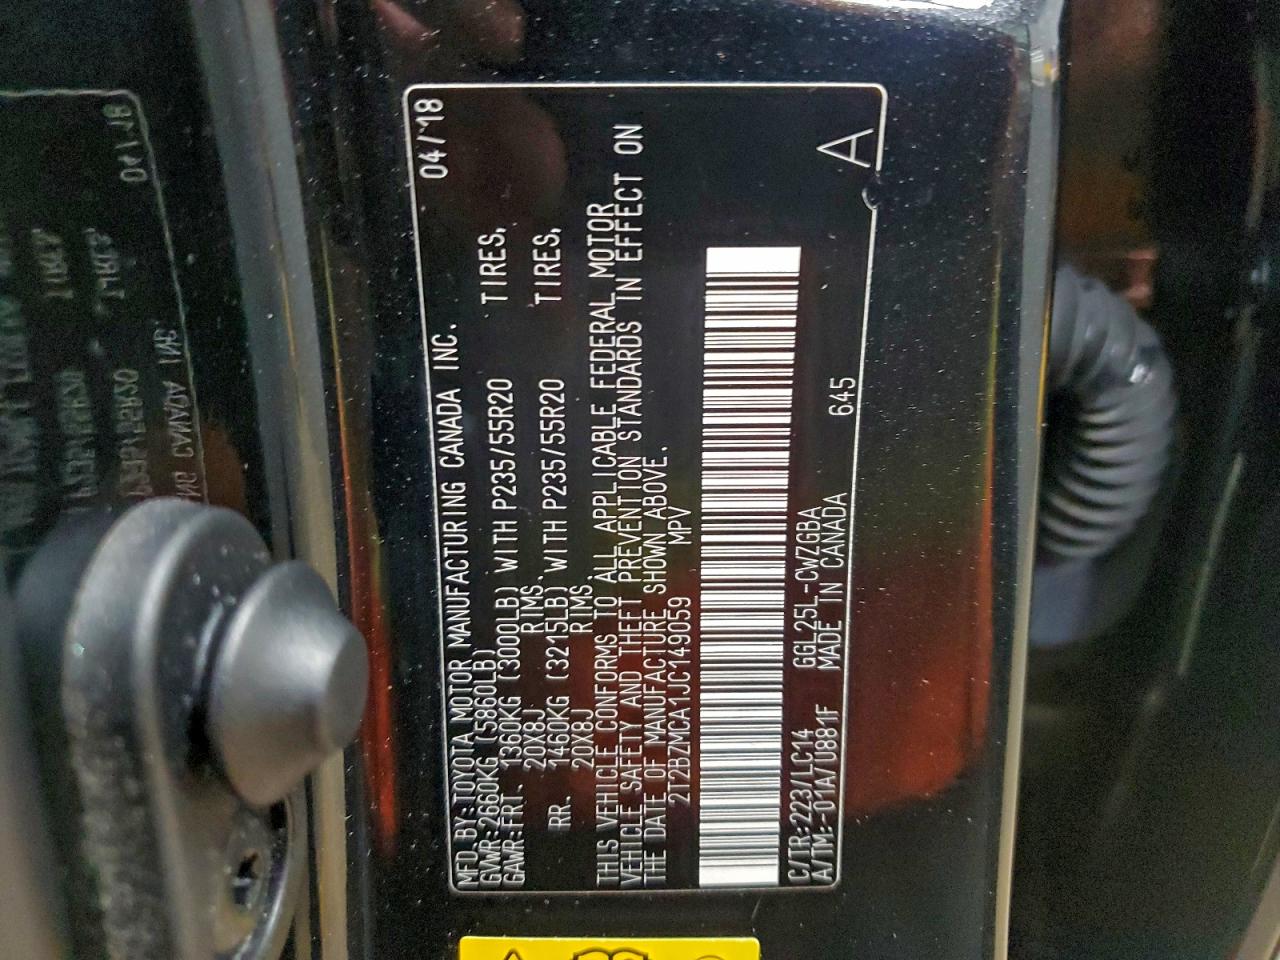 MFD.BY:TOYOTA MOTOR MANUFACTURING CANADA INC. 04/18
GVWR:2660KG (5860LB)
GAWR:FRT. 1360KG (3000LB) WITH P235/55R20 TIRES,
20X8J RIMS.
RR. 1460KG (3215LB) WITH P235/55R20 TIRES,
20X8J RIMS.
THIS VEHICLE CONFORMS TO ALL APPLICABLE FEDERAL MOTOR
VEHICLE SAFETY AND THEFT PREVENTION STANDARDS IN EFFECT ON
THE DATE OF MANUFACTURE SHOWN ABOVE.
2T2BZMCA1JC149059 MPV
C/TR:223/LC14 GGL25L-CWZGBA 645
A/TM:-01A/U881F MADE IN CANADA
A